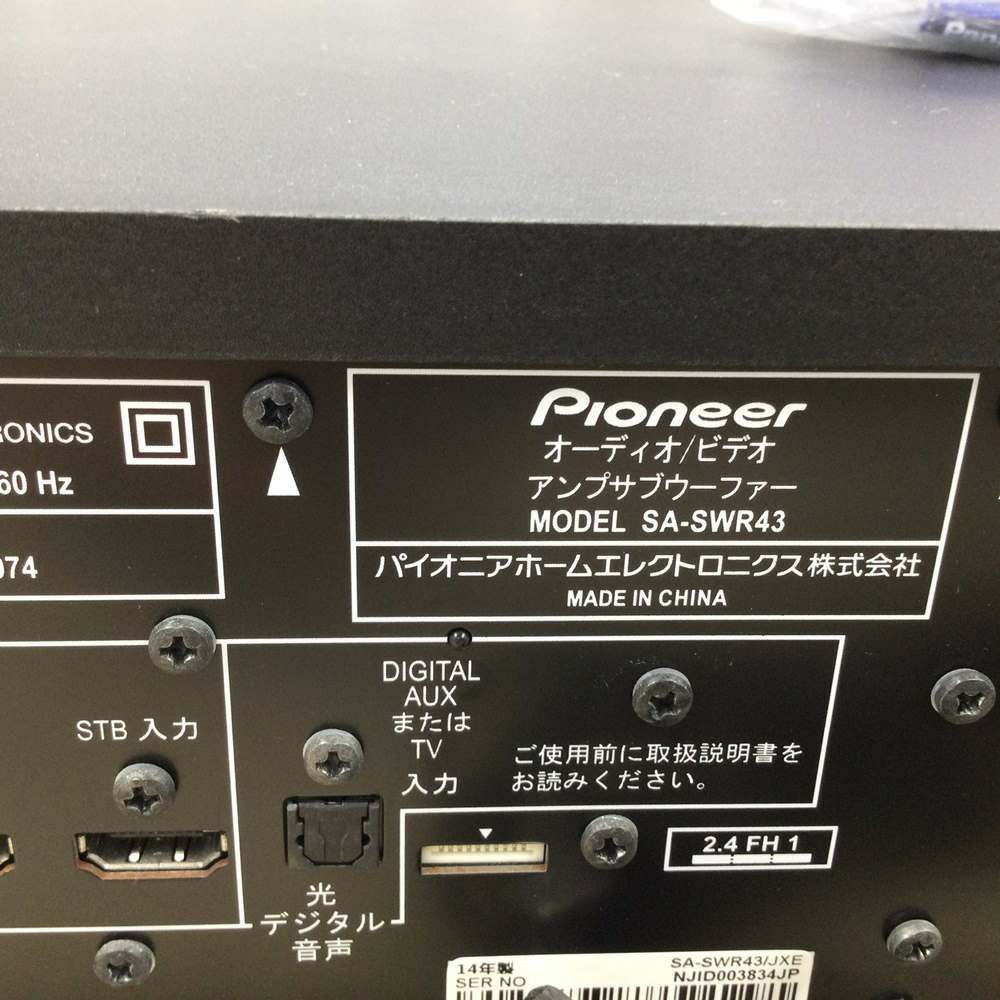 Pioneer
RONICS
60 Hz
074
Pioneer
オーディオ/ビデオ
アンプサブウーファー
MODEL SA-SWR43
パイオニアホームエレクトロニクス株式会社
MADE IN CHINA
STB 入力
DIGITAL
AUX
または
TV
入力
ご使用前に取扱説明書を
お読みください。
2.4 FH 1
光
デジタル
音声
14年製
SER NO
SA-SWR43/JXE
NJID003834JP